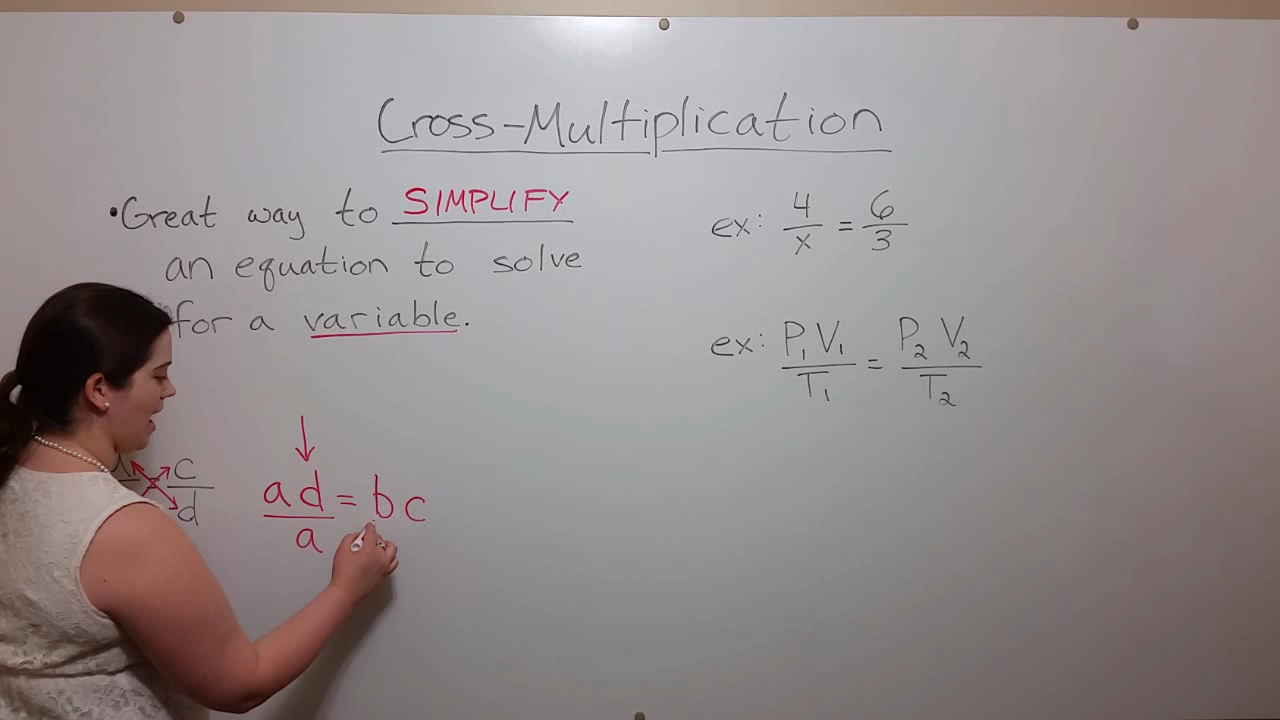 Cross-Multiplication
•Great way to SIMPLIFY
an equation to solve
for a variable.
c
d
ad = bc
a
ex: 4/x = 6/3
ex: P₁V₁/T₁ = P₂V₂/T₂